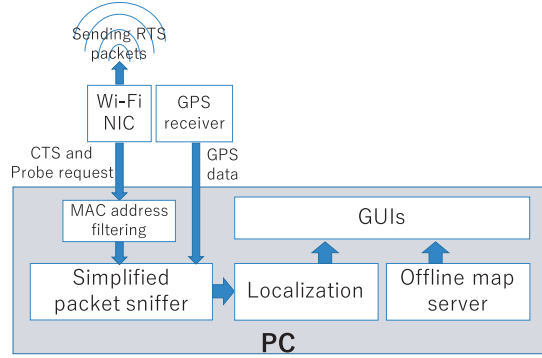 Sending RTS
packets
Wi-Fi
NIC
GPS
receiver
CTS and
Probe request
GPS
data
MAC address
filtering
GUIs
Simplified
packet sniffer
Localization
Offline map
server
PC